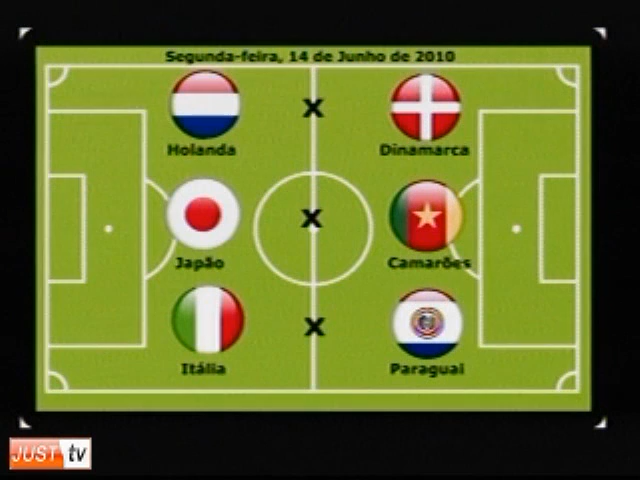 Segunda-feira, 14 de Junho de 2010
x
Holanda
Dinamarca
x
Japão
Camarões
x
Itália
Paraguai
JUST tv